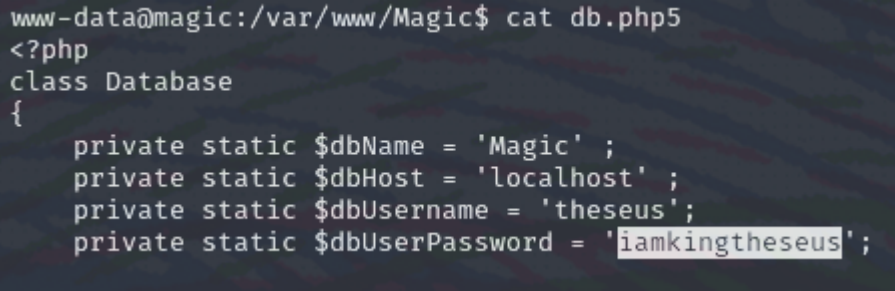 www-data@magic:/var/www/Magic$ cat db.php5
<?php
class Database
{
    private static $dbName = 'Magic' ;
    private static $dbHost = 'localhost' ;
    private static $dbUsername = 'theseus';
    private static $dbUserPassword = 'iamkingtheseus';